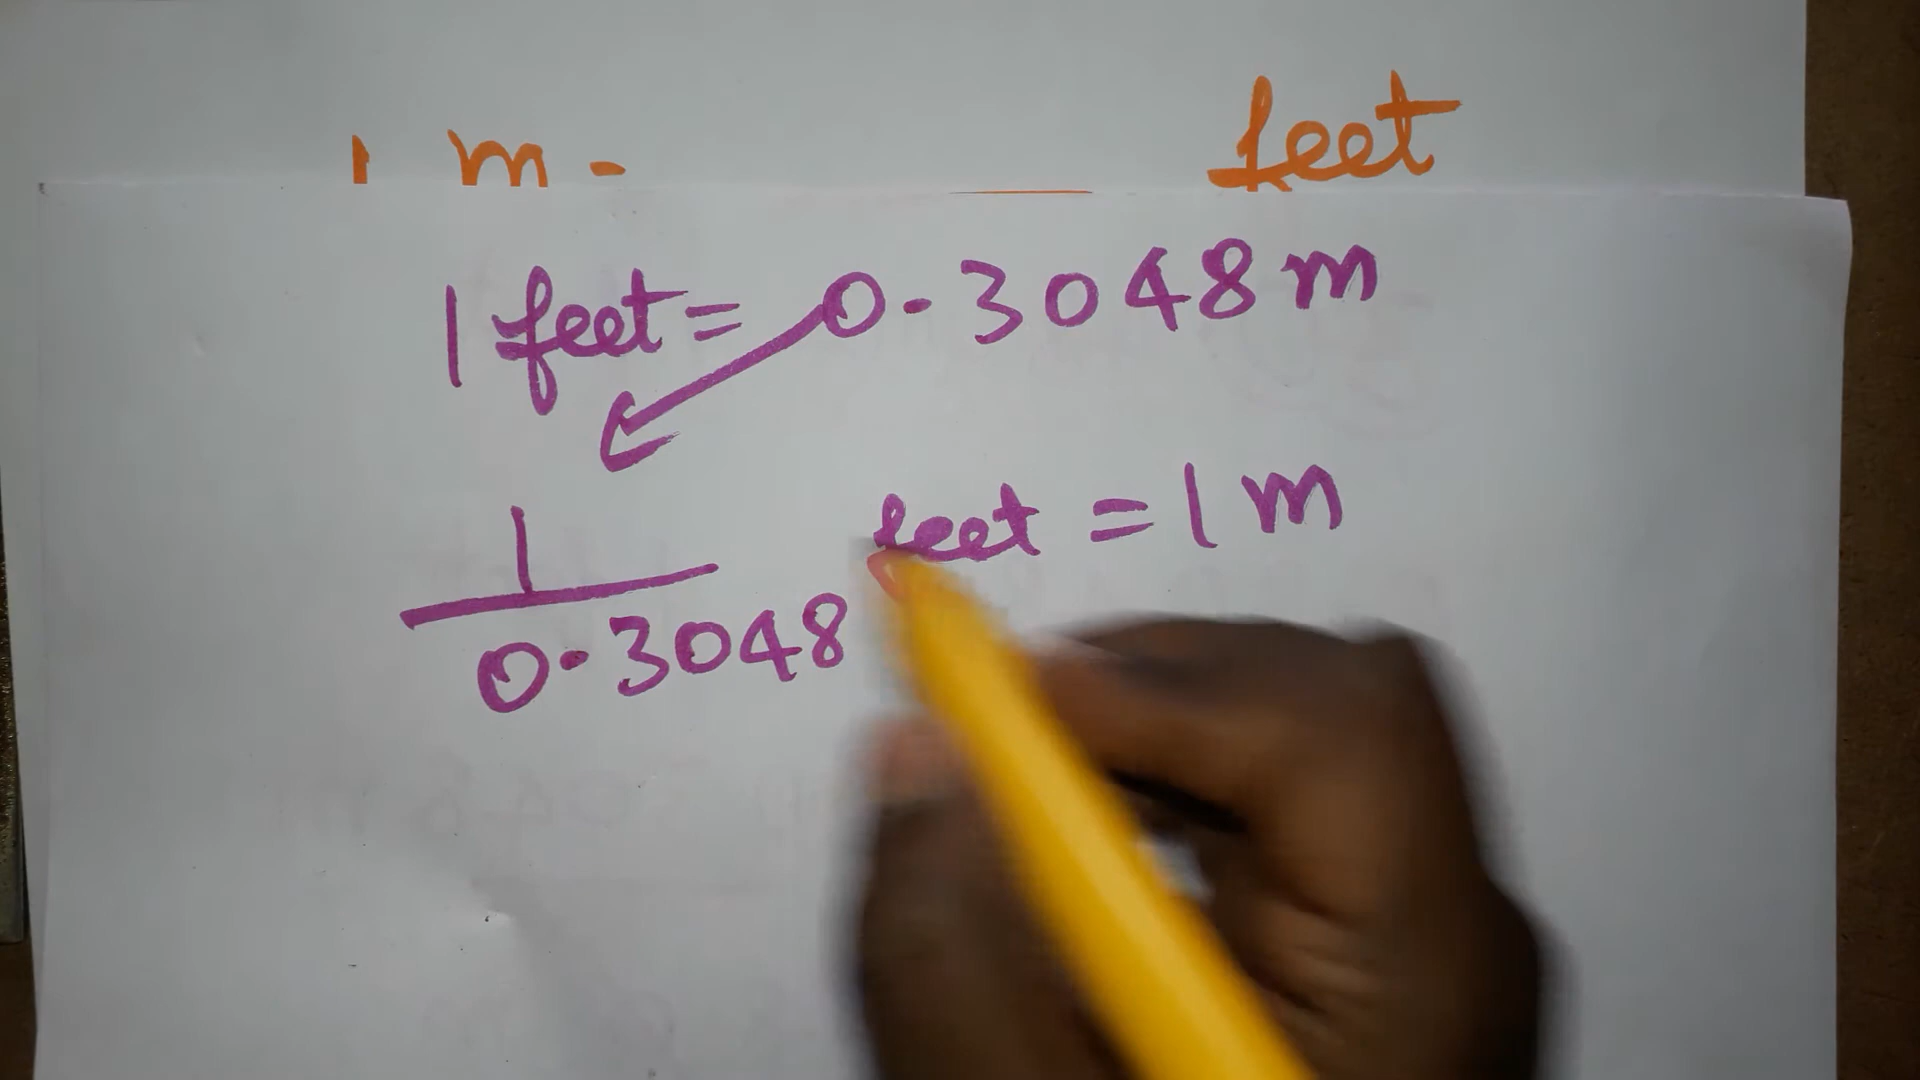 1 m - feet
1 feet = 0.3048 m
1
0.3048 feet = 1 m